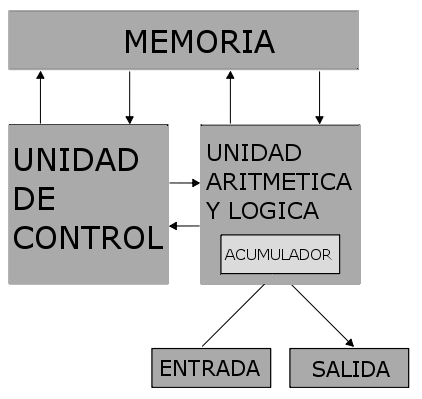 MEMORIA
UNIDAD
DE
CONTROL
UNIDAD
ARITMETICA
Y LOGICA
ACUMULADOR
ENTRADA
SALIDA